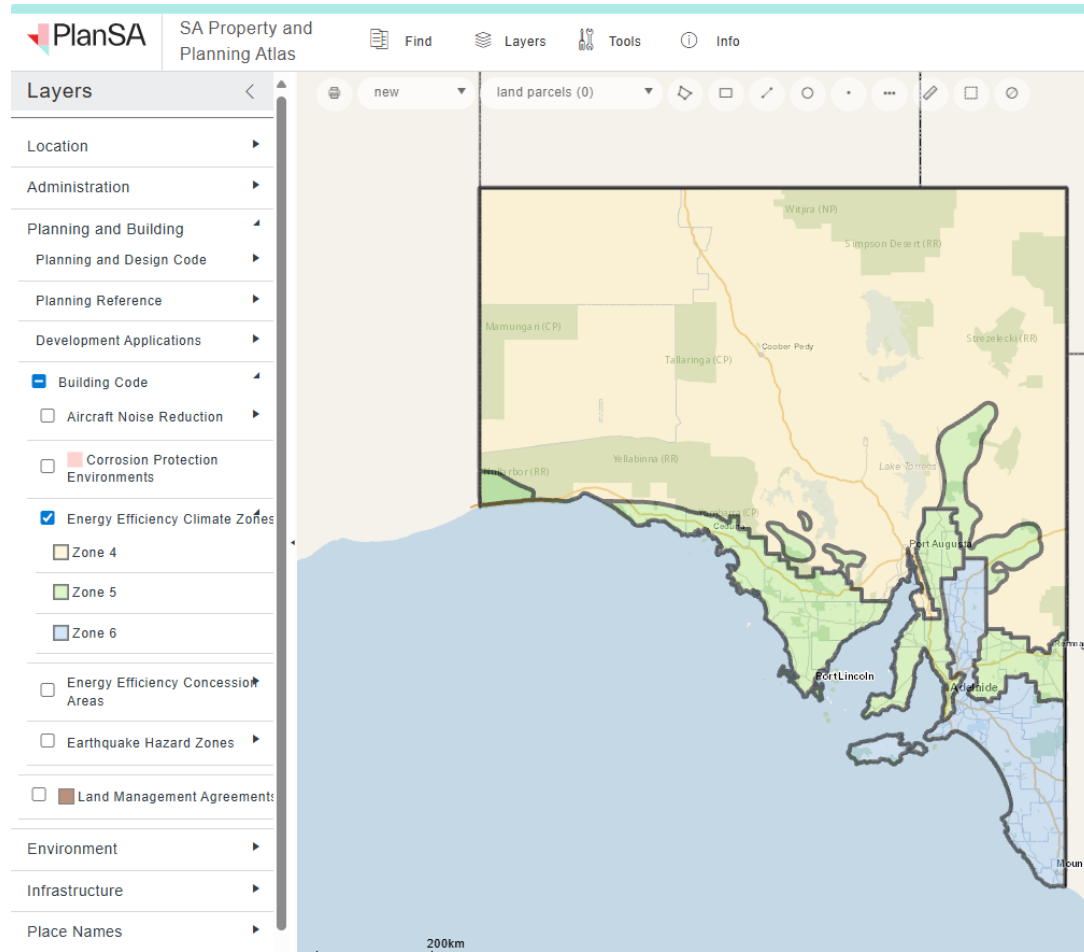 PlanSA
SA Property and
Planning Atlas
Find
Layers
Tools
Info
Layers
new
land parcels (0)
Location
Administration
Planning and Building
Planning and Design Code
Planning Reference
Development Applications
Building Code
Aircraft Noise Reduction
Corrosion Protection
Environments
Energy Efficiency Climate Zones
Zone 4
Zone 5
Zone 6
Energy Efficiency Concession
Areas
Earthquake Hazard Zones
Land Management Agreements
Environment
Infrastructure
Place Names
Witjira (NP)
Simpson Desert (RR)
Mamungari (CP)
Tallaringa (CP)
Coober Pedy
Strezelecki (RR)
Yellabinna (RR)
Lake Torrens
Ceduna
Port Augusta
Port Lincoln
Adelaide
Moun
200km